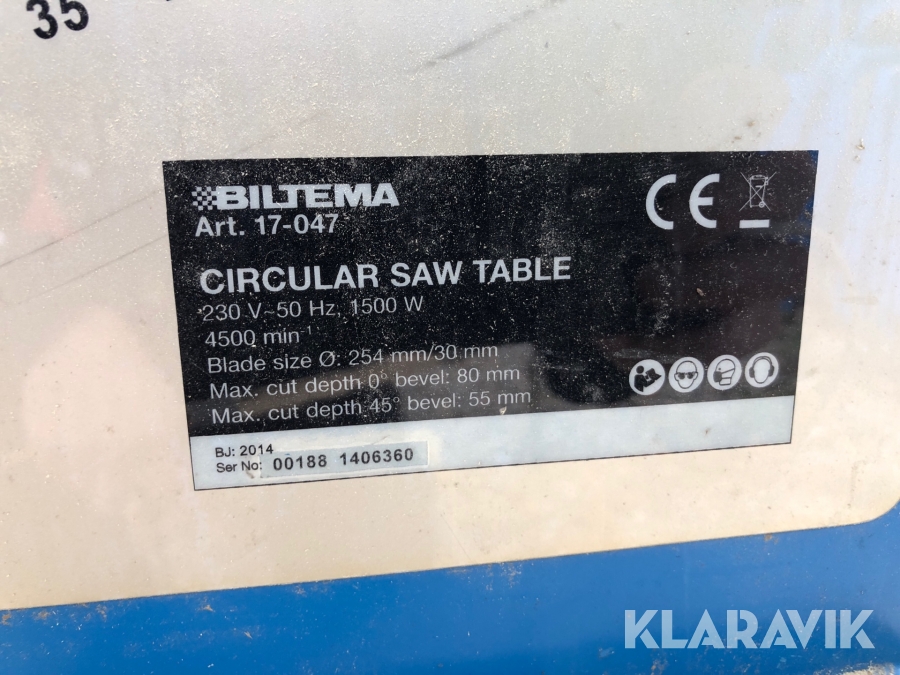 35
BILTEMA
Art. 17-047
CE
CIRCULAR SAW TABLE
230 V~50 Hz, 1500 W
4500 min⁻¹
Blade size Ø: 254 mm/30 mm
Max. cut depth 0° bevel: 80 mm
Max. cut depth 45° bevel: 55 mm
BJ: 2014
Ser No: 00188 1406360
KLARAVIK